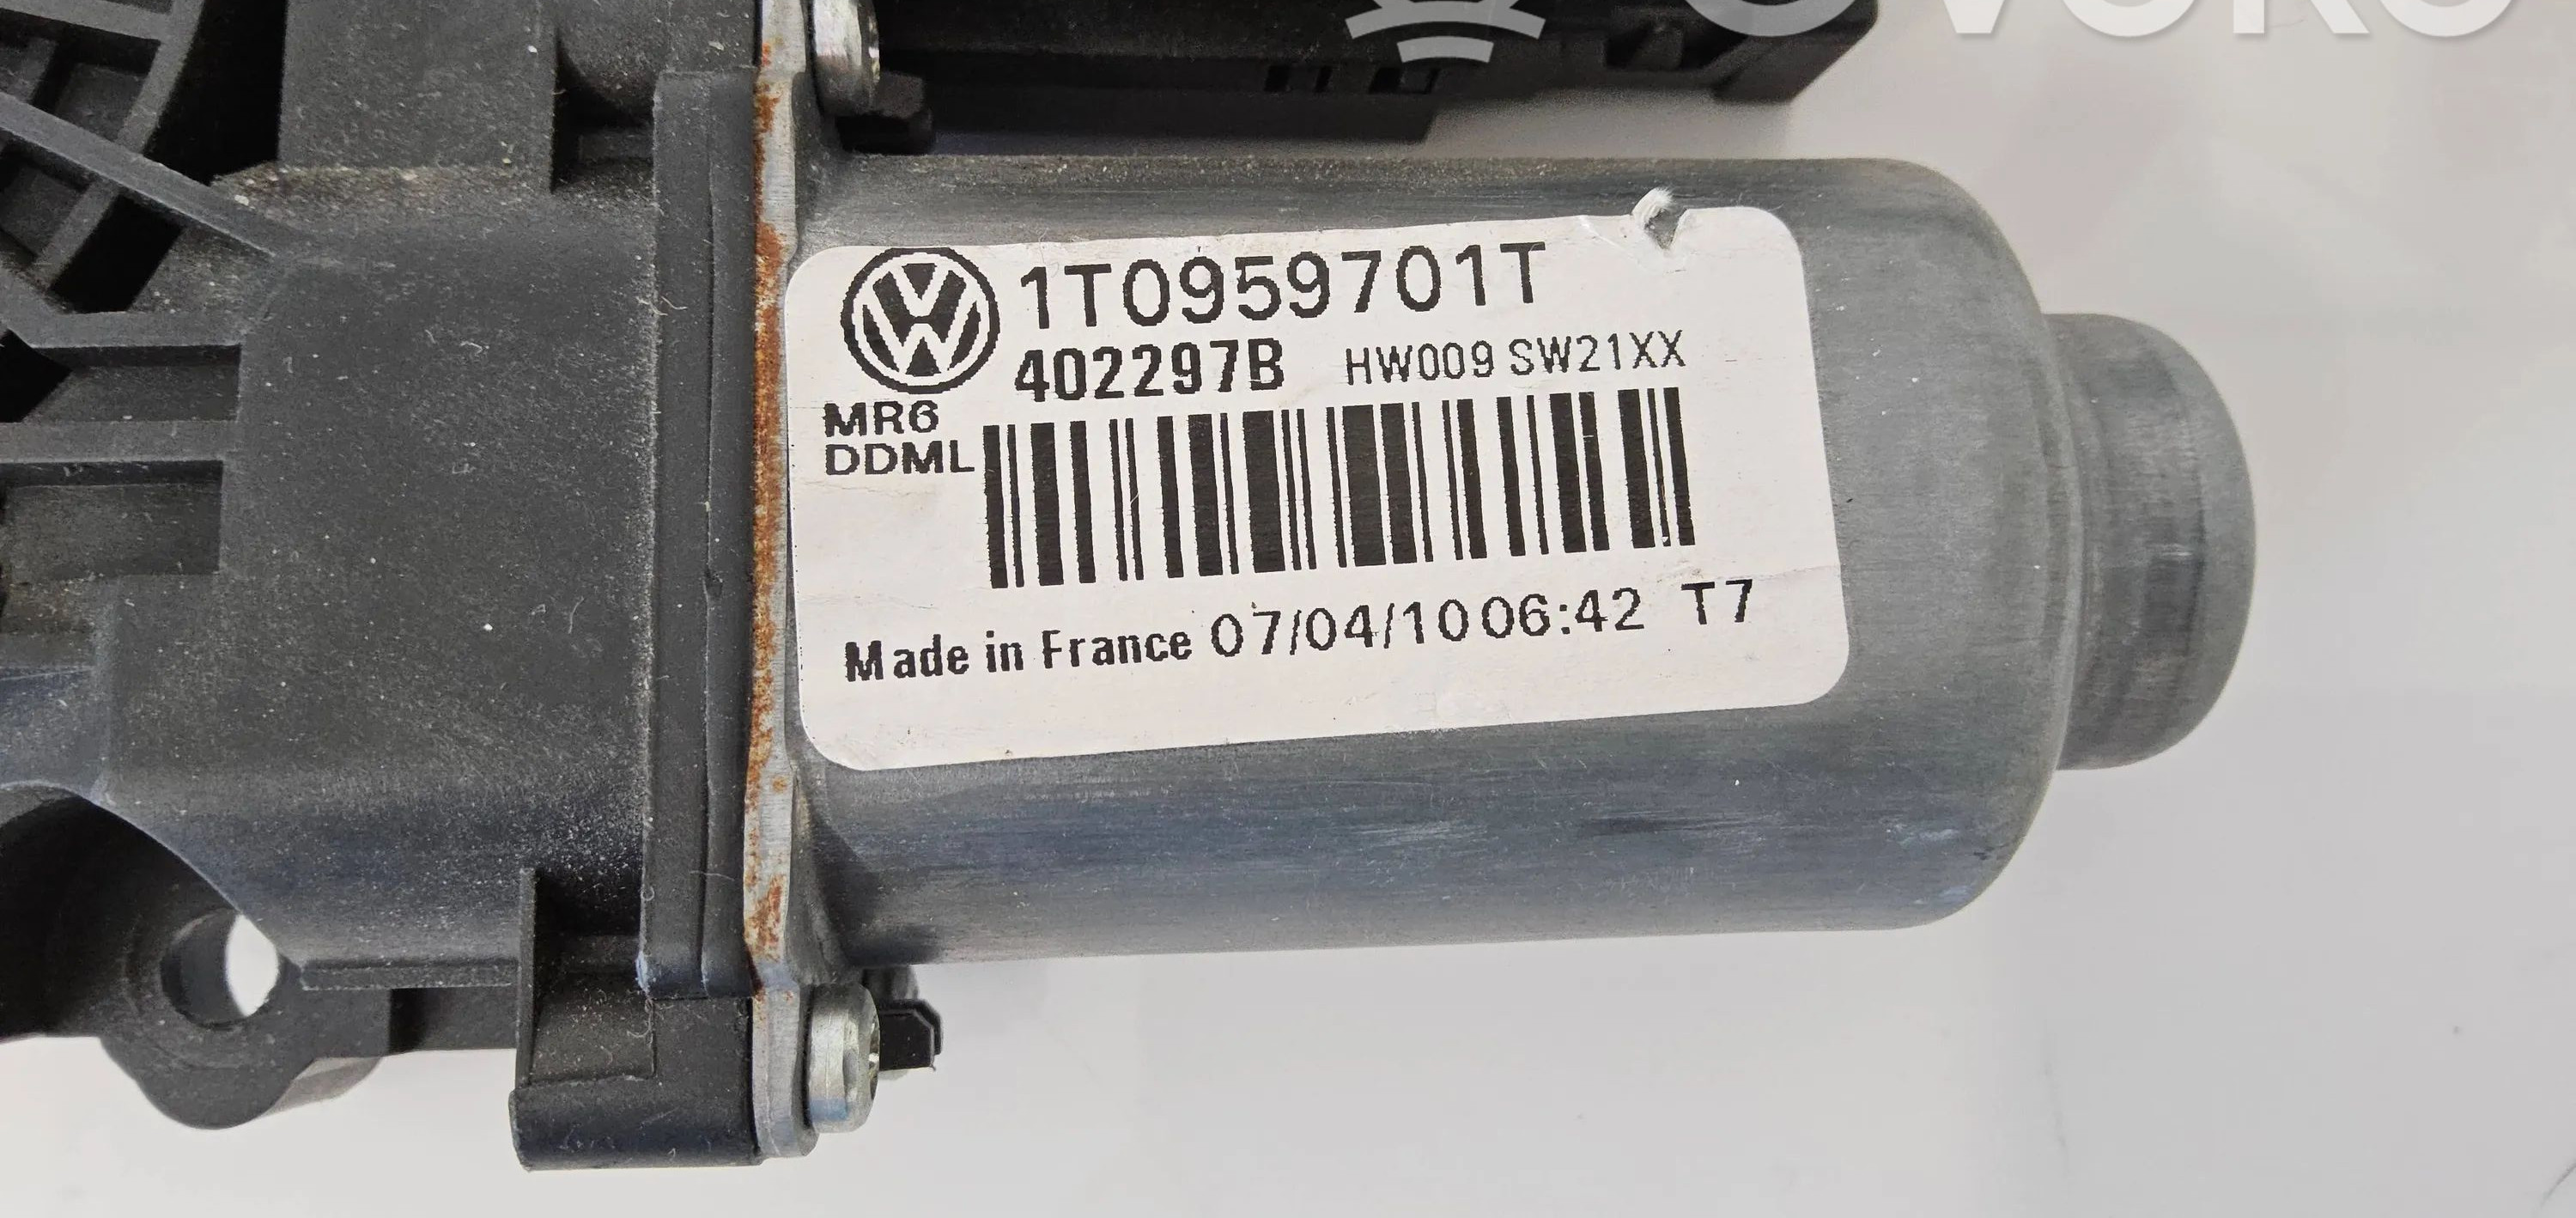 1T0959701T
402297B HW009 SW21XX
MR6
DDML
Made in France 07/04/10 06:42 T7